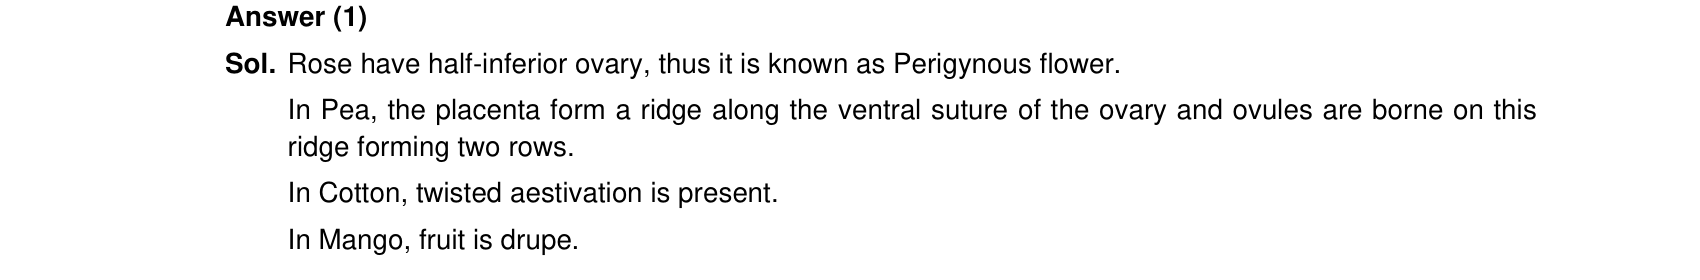 Answer (1)
Sol. Rose have half-inferior ovary, thus it is known as Perigynous flower.
In Pea, the placenta form a ridge along the ventral suture of the ovary and ovules are borne on this
ridge forming two rows.
In Cotton, twisted aestivation is present.
In Mango, fruit is drupe.